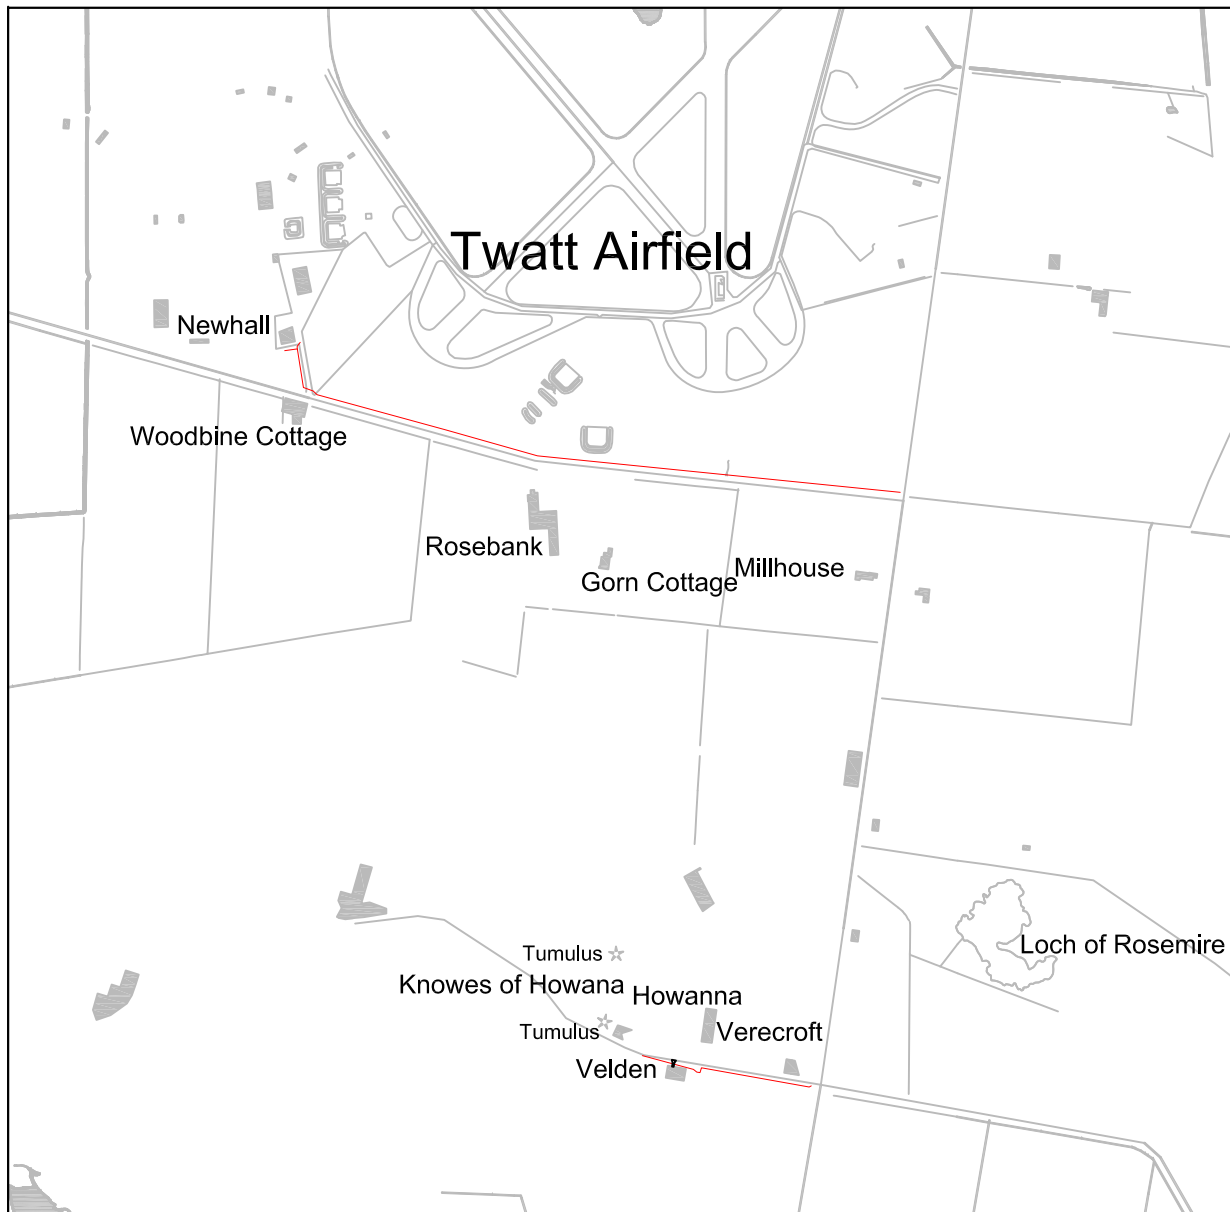 Twatt Airfield
Newhall
Woodbine Cottage
Rosebank
Gorn Cottage
Millhouse
Tumulus
Loch of Rosemire
Knowes of Howana
Howanna
Tumulus
Verecroft
Velden